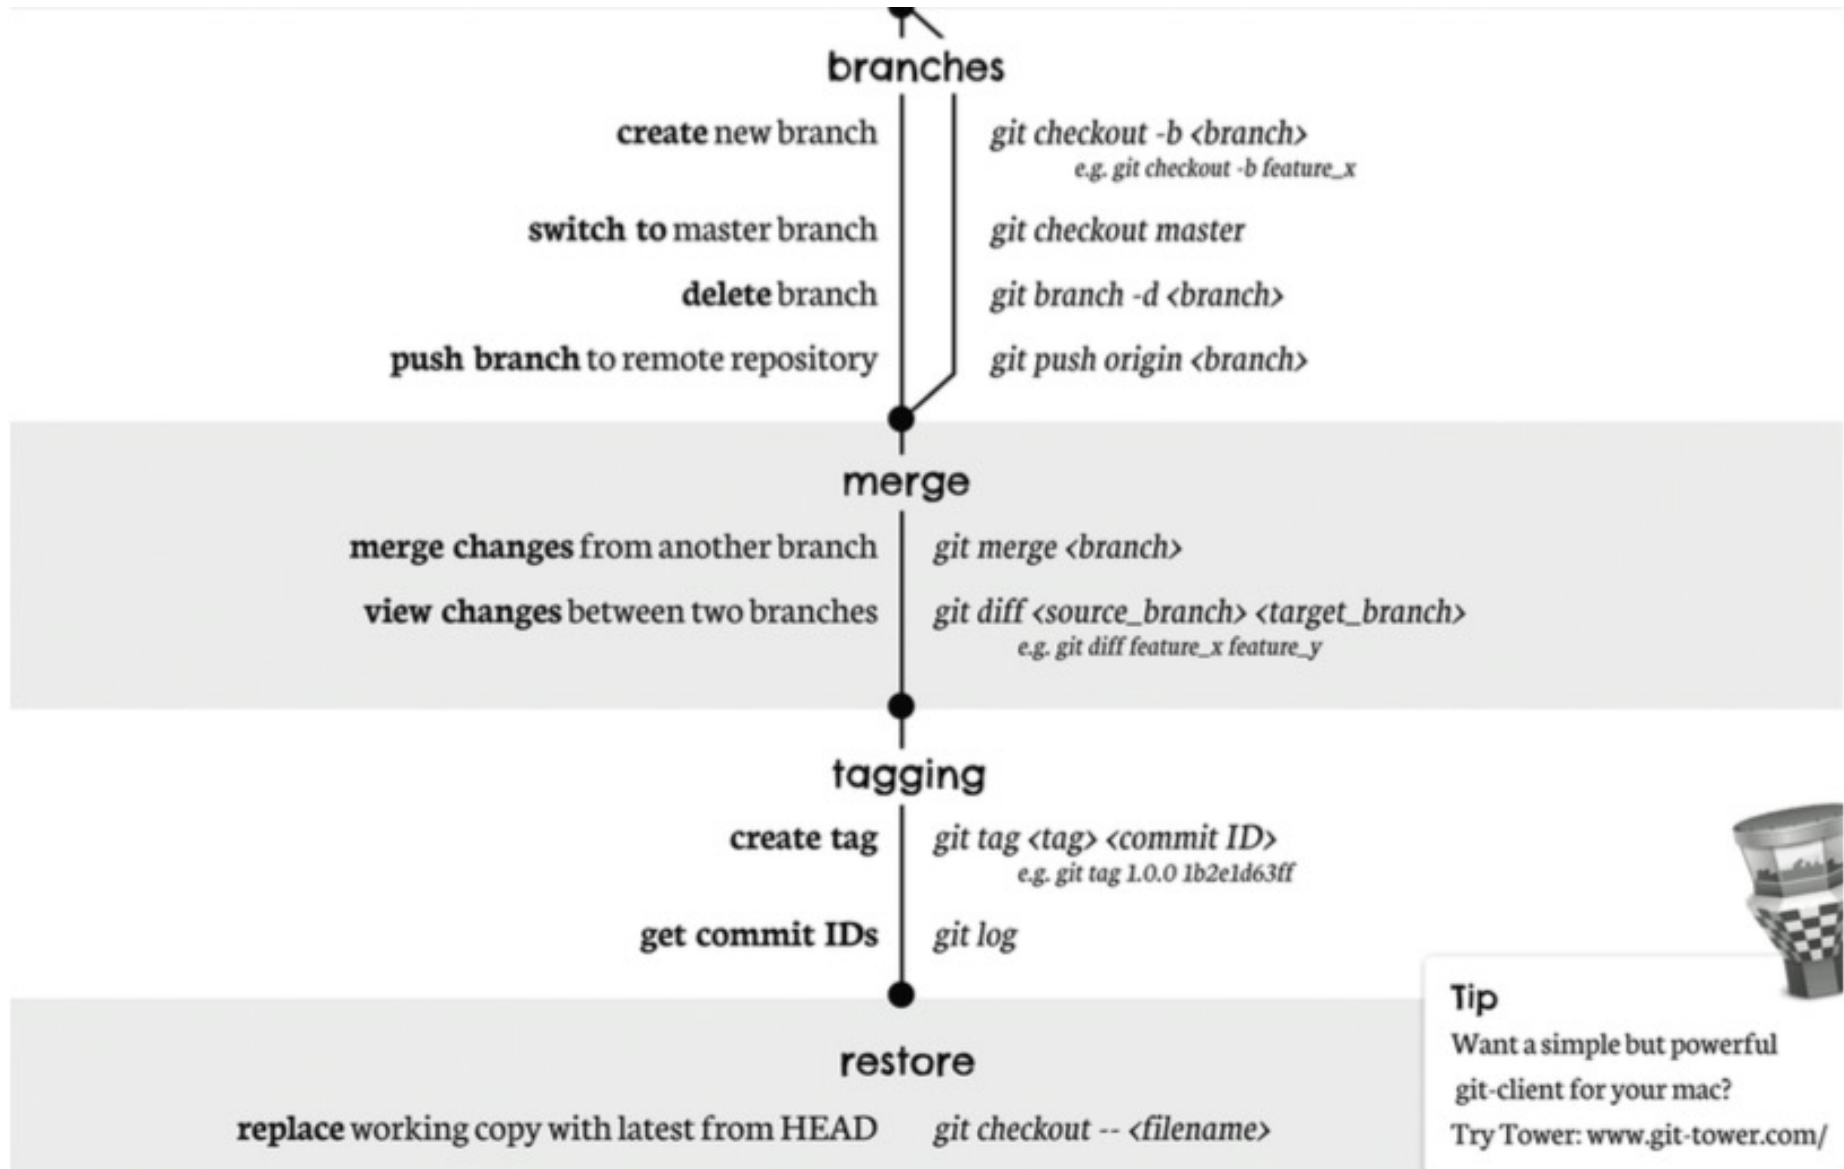 branches
create new branch git checkout -b <branch>
e.g. git checkout -b feature_x
switch to master branch git checkout master
delete branch git branch -d <branch>
push branch to remote repository git push origin <branch>
merge
merge changes from another branch git merge <branch>
view changes between two branches git diff <source_branch> <target_branch>
e.g. git diff feature_x feature_y
tagging
create tag git tag <tag> <commit ID>
e.g. git tag 1.0.0 1b2e1d63ff
get commit IDs git log
restore
replace working copy with latest from HEAD git checkout -- <filename>
Tip
Want a simple but powerful
git-client for your mac?
Try Tower: www.git-tower.com/